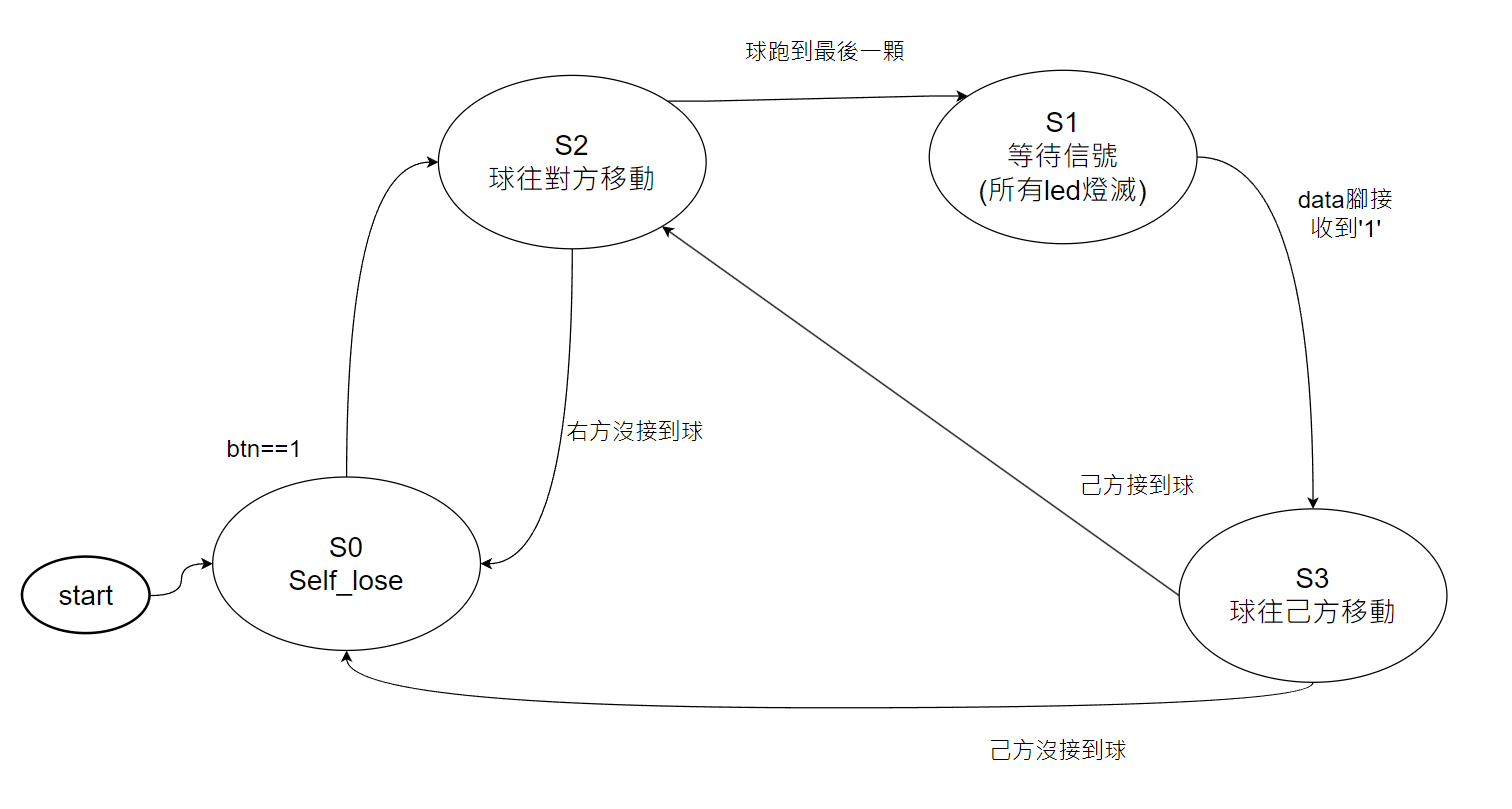 球跑到最後一顆
S2
球往對方移動
S1
等待信號
(所有led燈滅)
data腳接
收到'1'
右方沒接到球
btn==1
己方接到球
S0
Self_lose
start
S3
球往己方移動
己方沒接到球